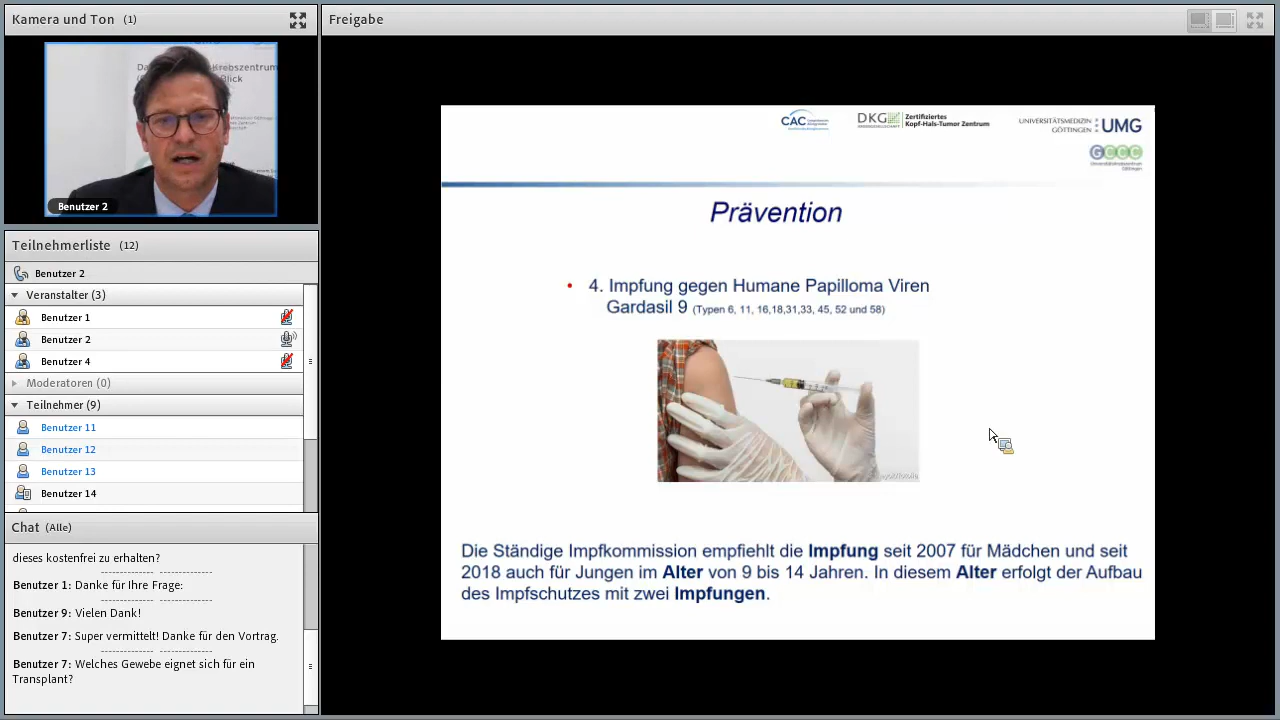 Kamera und Ton (1)
Benutzer 2
Teilnehmerliste (12)
Benutzer 2
Veranstalter (3)
Benutzer 1
Benutzer 2
Benutzer 4
Moderatoren (0)
Teilnehmer (9)
Benutzer 11
Benutzer 12
Benutzer 13
Benutzer 14
Chat (Alle)
dieses kostenfrei zu erhalten?
Benutzer 1: Danke für Ihre Frage:
Benutzer 9: Vielen Dank!
Benutzer 7: Super vermittelt! Danke für den Vortrag.
Benutzer 7: Welches Gewebe eignet sich für ein
Transplant?
Freigabe
CAC
DKG
Zertifiziertes
Kopf-Hals-Tumor Zentrum
UNIVERSITÄTSMEDIZIN
GÖTTINGEN
UMG
GCCC
Prävention
• 4. Impfung gegen Humane Papilloma Viren
Gardasil 9 (Typen 6, 11, 16,18,31,33, 45, 52 und 58)
Die Ständige Impfkommission empfiehlt die Impfung seit 2007 für Mädchen und seit
2018 auch für Jungen im Alter von 9 bis 14 Jahren. In diesem Alter erfolgt der Aufbau
des Impfschutzes mit zwei Impfungen.